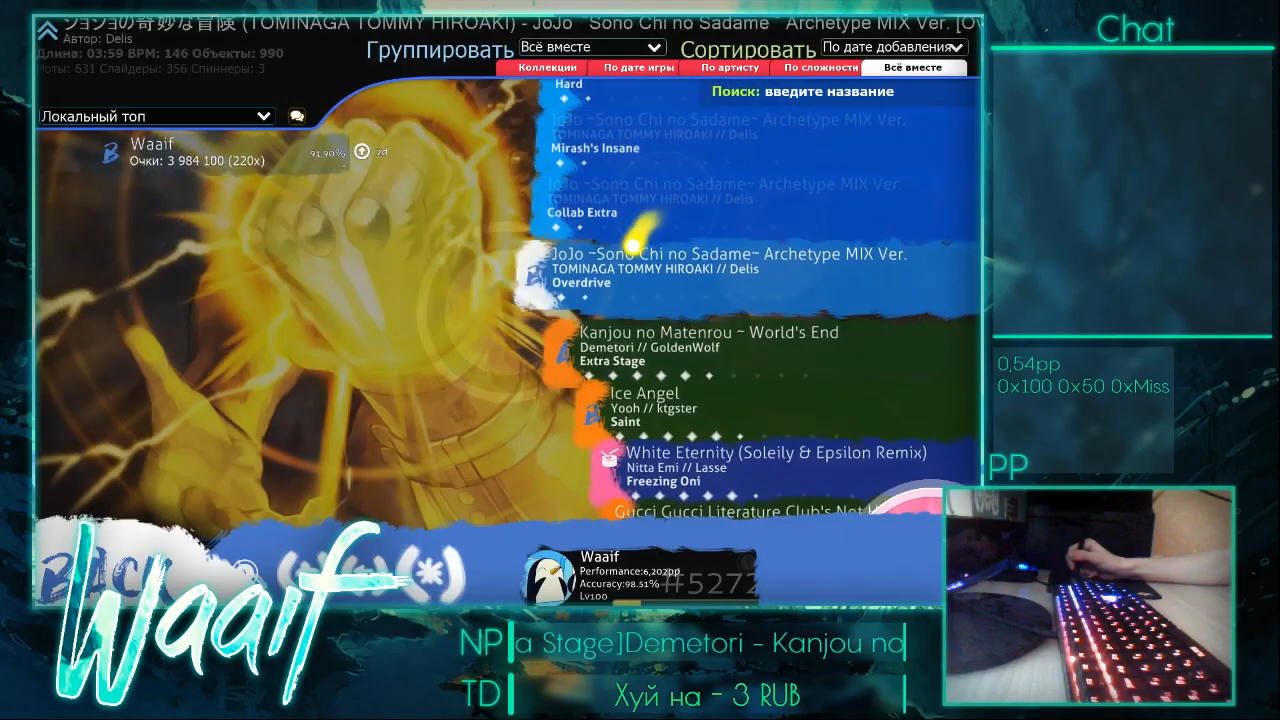 ジョジョの奇妙な冒険 (TOMINAGA TOMMY HIROAKI) - JoJo ~Sono Chi no Sadame~ Archetype MIX Ver.
Автор: Delis
Длина: 03:59 BPM: 146 Объекты: 990
Ноты: 631 Слайдеры: 356 Спиннеры: 3
Группировать Всё вместе
Сортировать По дате добавления
Коллекции По дате игры По артисту По сложности Всё вместе
Поиск: введите название
Локальный топ
Waaif
Очки: 3 984 100 (220x)
91.90%
2d
Hard
JoJo ~Sono Chi no Sadame~ Archetype MIX Ver.
TOMINAGA TOMMY HIROAKI // Delis
Mirash's Insane
JoJo ~Sono Chi no Sadame~ Archetype MIX Ver.
TOMINAGA TOMMY HIROAKI // Delis
Collab Extra
JoJo ~Sono Chi no Sadame~ Archetype MIX Ver.
TOMINAGA TOMMY HIROAKI // Delis
Overdrive
Kanjou no Matenrou ~ World's End
Demetori // GoldenWolf
Extra Stage
Ice Angel
Yooh // ktgster
Saint
White Eternity (Soleily & Epsilon Remix)
Nitta Emi // Lasse
Freezing Oni
Gucci Gucci Literature Club's Not
Waaif
Performance:6,202pp
Accuracy:98.51%
Lv100
#5272
Waaif
Chat
0,54pp
0x100 0x50 0xMiss
PP
NP
a Stage]Demetori - Kanjou no
TD
Хуй на - 3 RUB